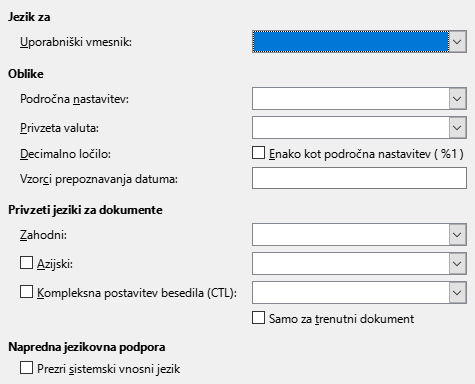 Jezik za
Uporabniški vmesnik:
Oblike
Področna nastavitev:
Privzeta valuta:
Decimalno ločilo:
Enako kot področna nastavitev ( %1 )
Vzorci prepoznavanja datuma:
Privzeti jeziki za dokumente
Zahodni:
Azijski:
Kompleksna postavitev besedila (CTL):
Samo za trenutni dokument
Napredna jezikovna podpora
Prezri sistemski vnosni jezik